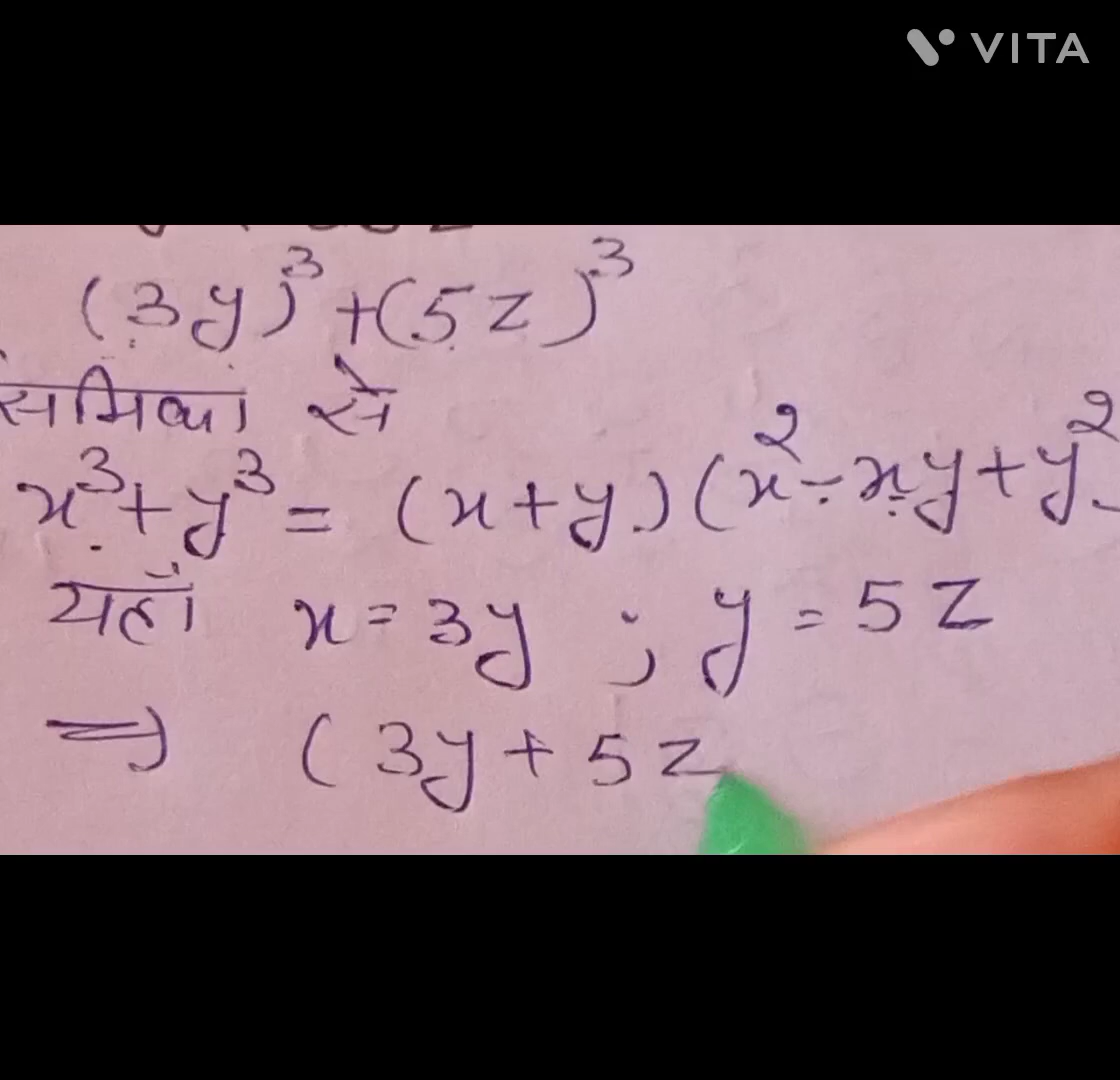 VITA
(3y)³+(5z)³
समिका से
x³+y³ = (x+y)(x²-xy+y²
यहाँ x=3y ; y=5z
⇒ (3y+5z